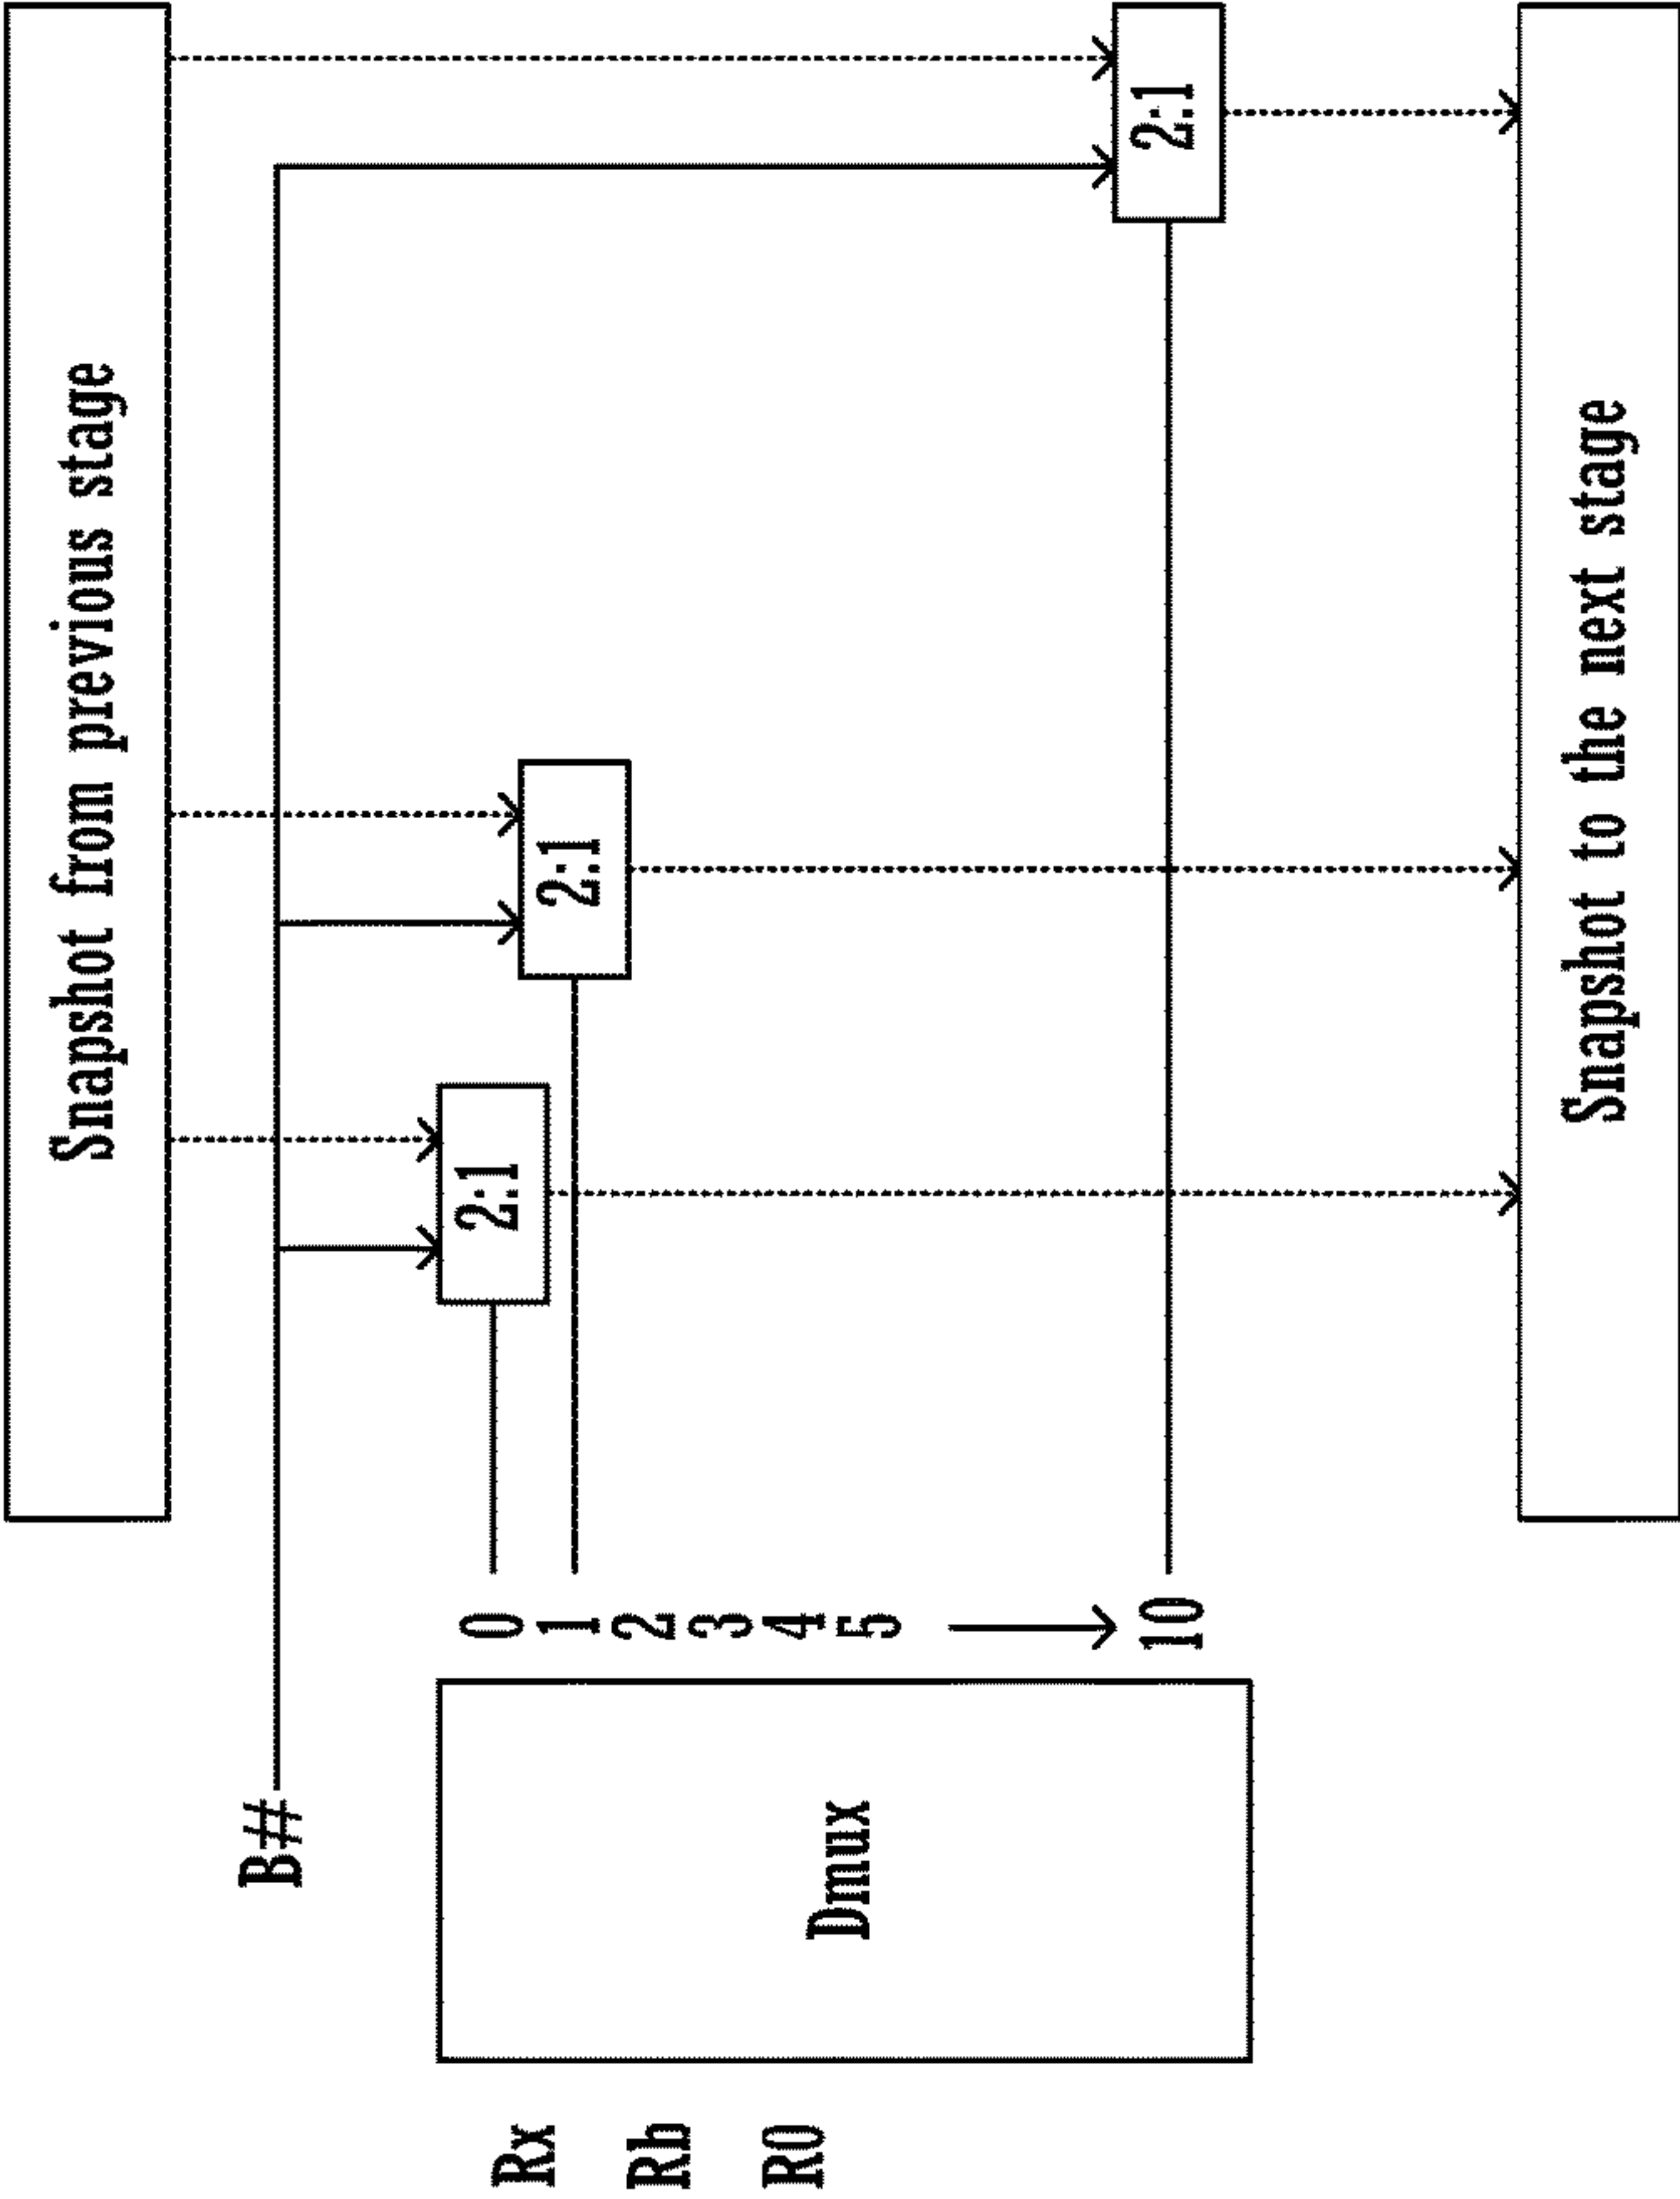 Snapshot from previous stage
B#
2:1
2:1
2:1
0
1
2
3
4
5
10
Rx
Rb
R0
Dmux
Snapshot to the next stage